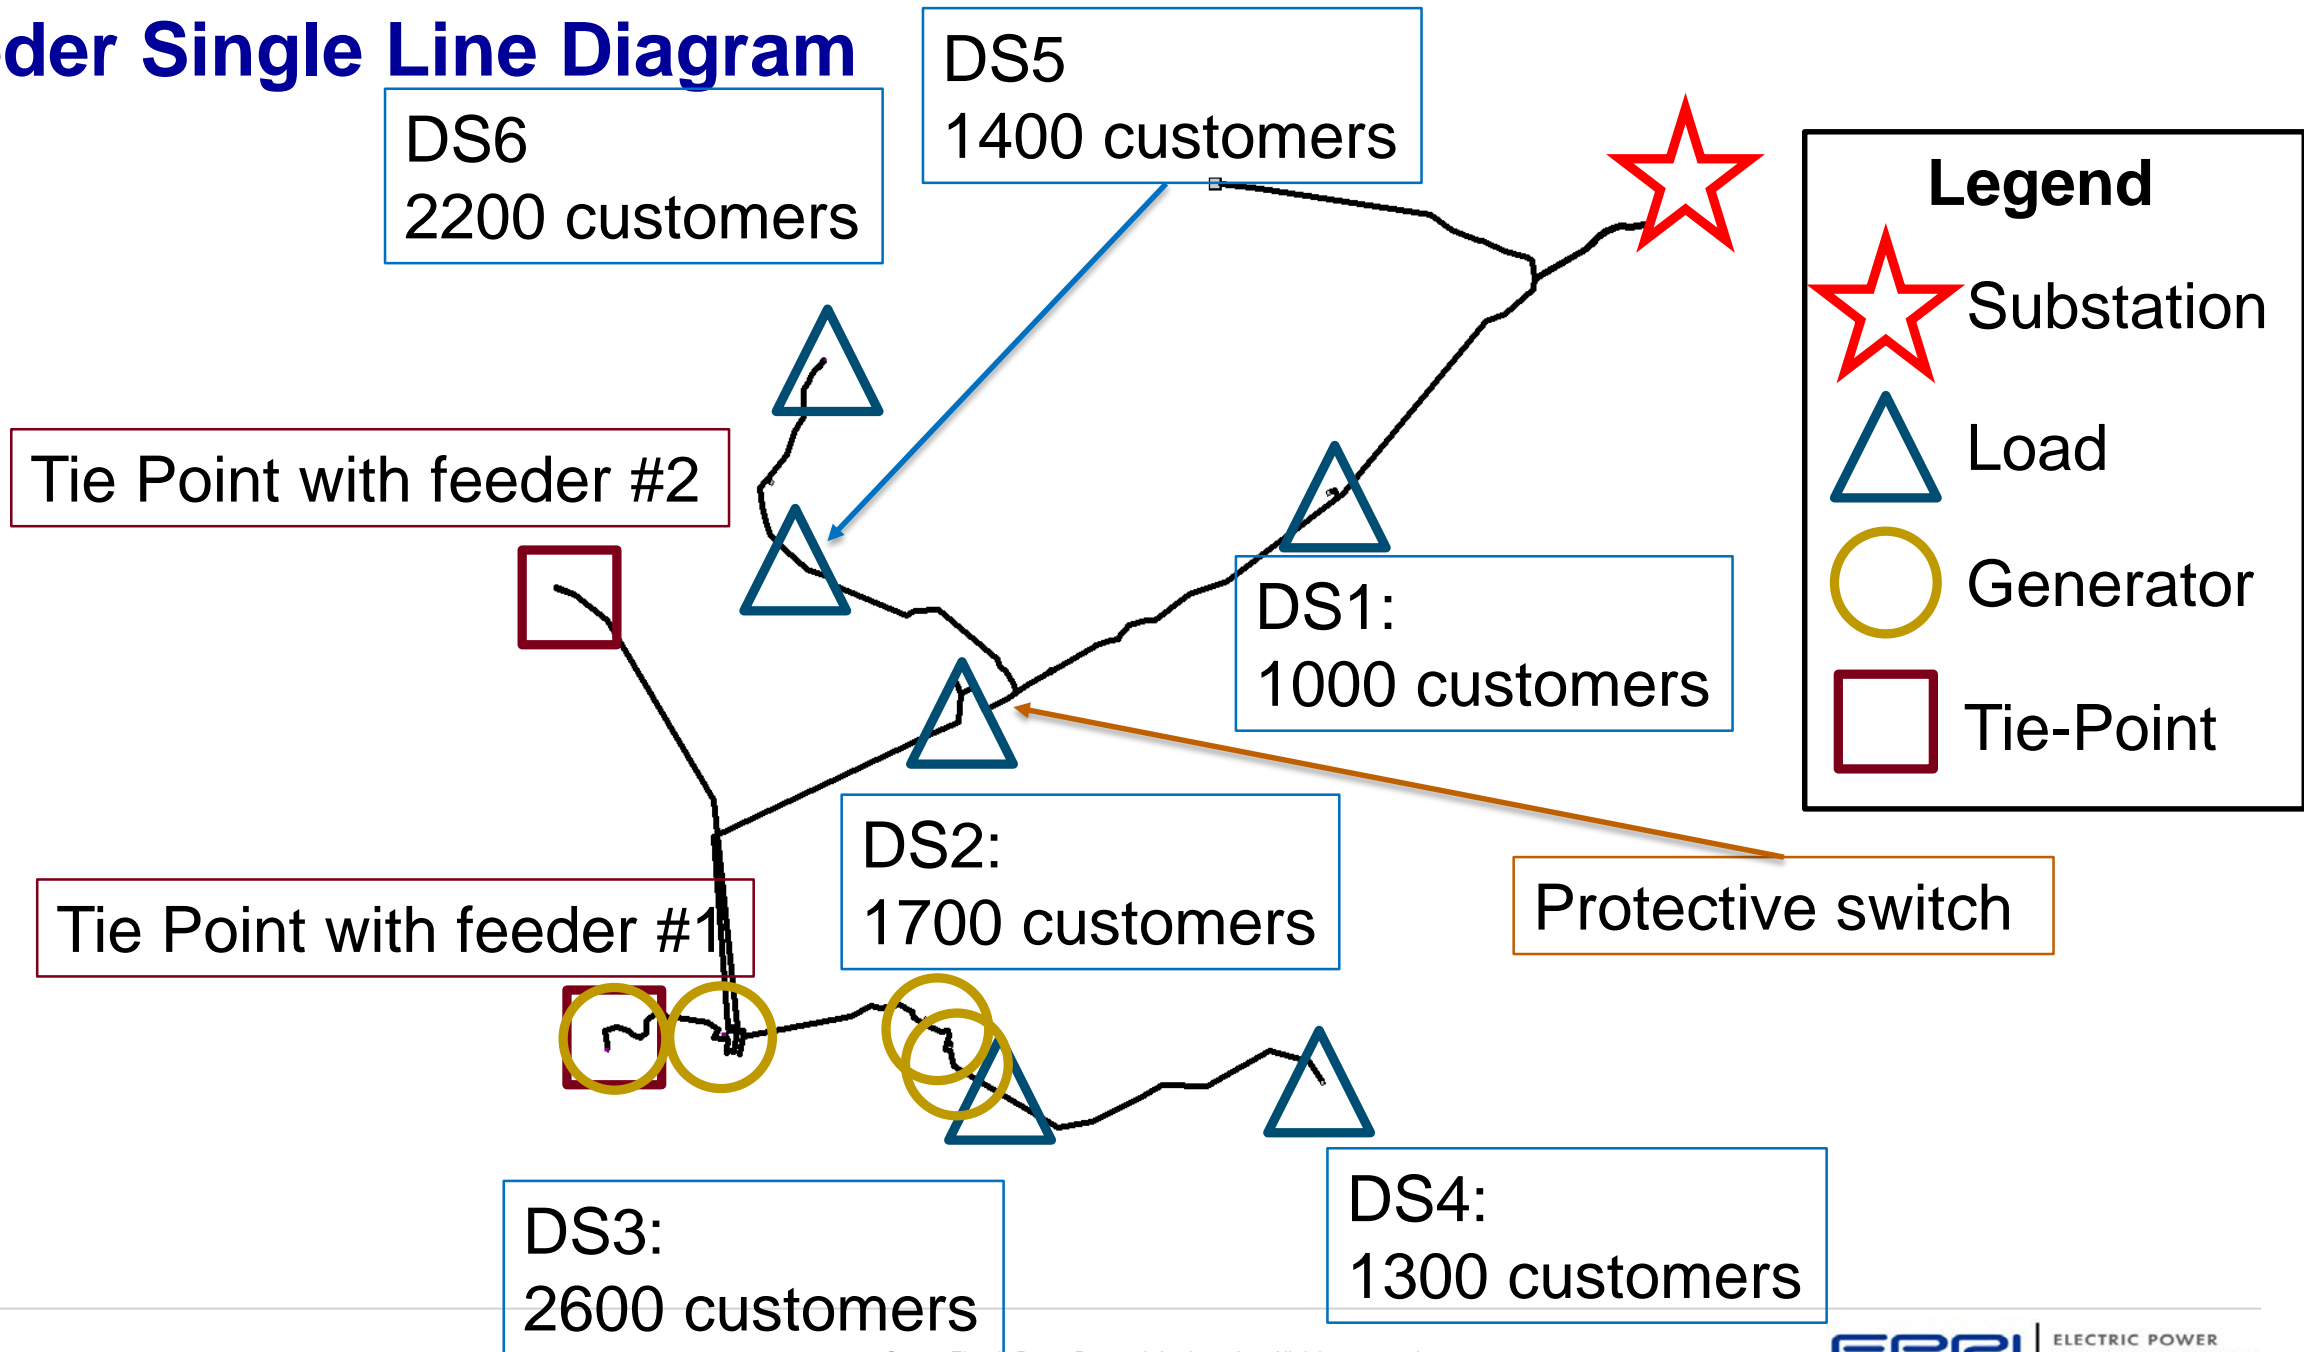 der Single Line Diagram
DS5
1400 customers
DS6
2200 customers
Legend
Substation
Load
Generator
Tie-Point
Tie Point with feeder #2
DS1:
1000 customers
DS2:
1700 customers
Tie Point with feeder #1
Protective switch
DS3:
2600 customers
DS4:
1300 customers
EPRI
ELECTRIC POWER